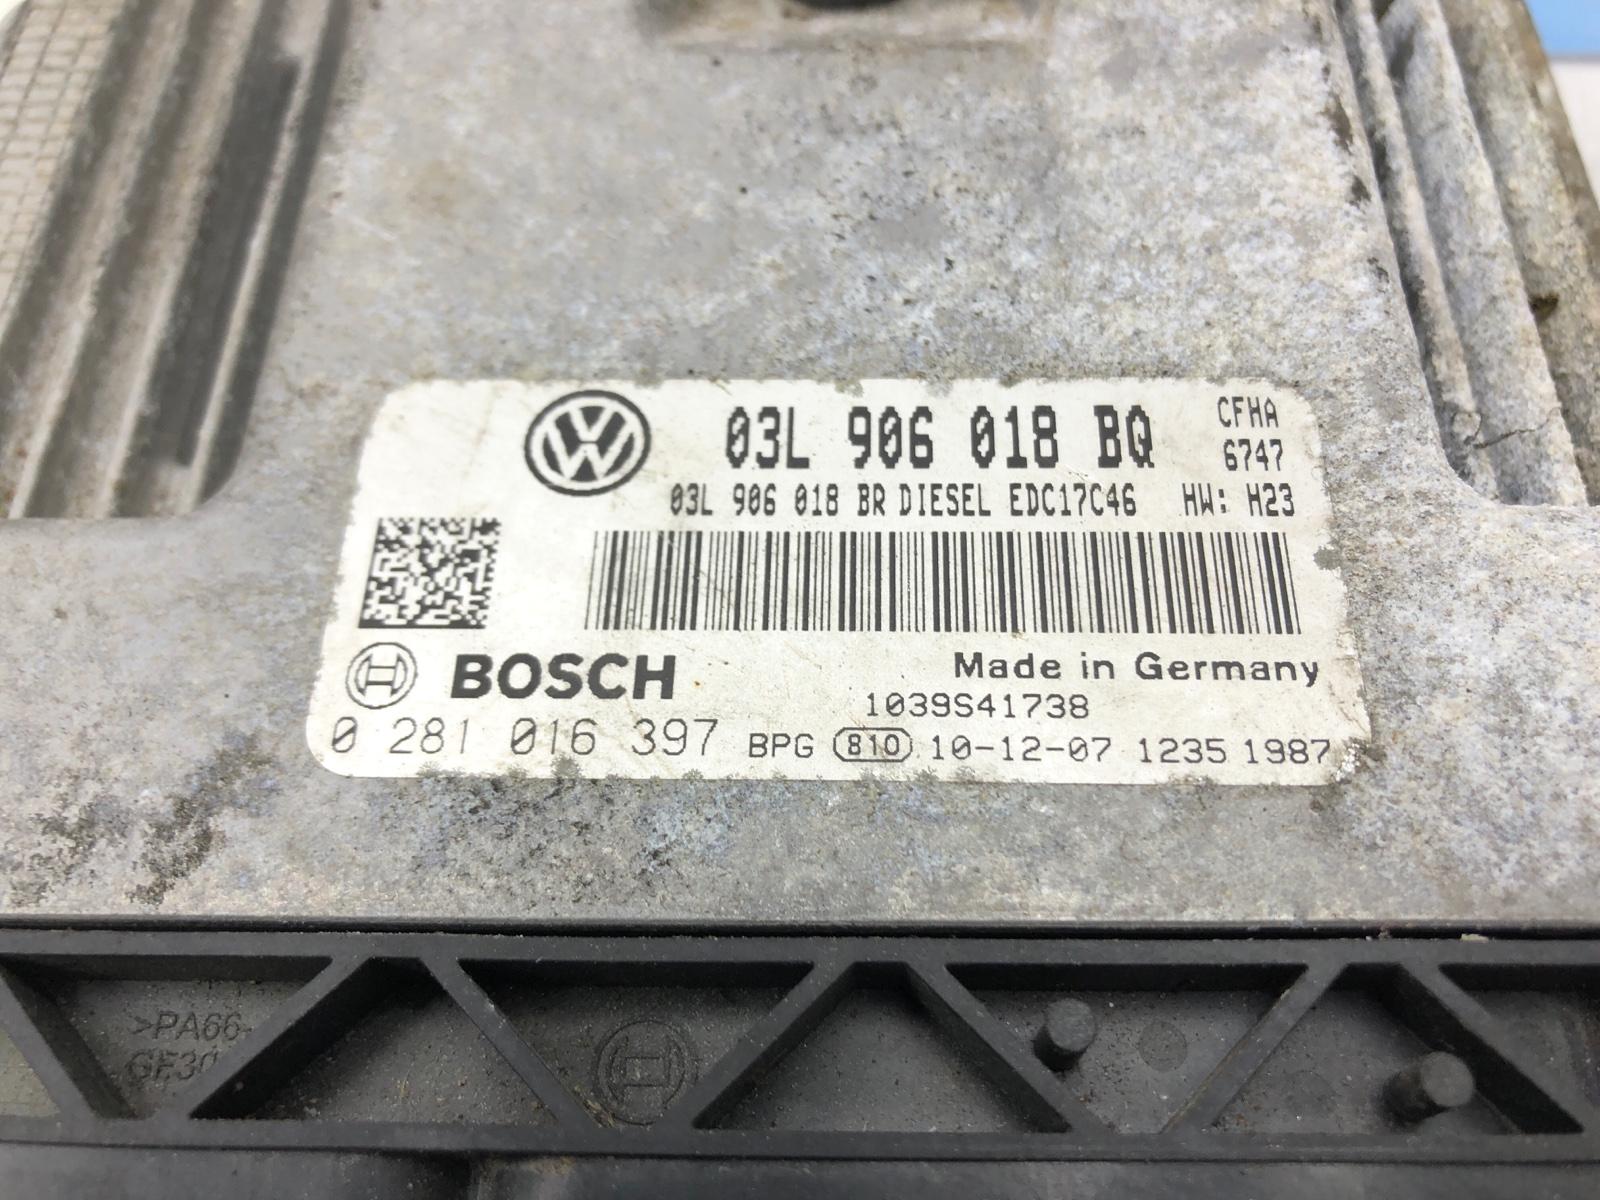 03L 906 018 BQ CFHA
6747
03L 906 018 BR DIESEL EDC17C46 HW: H23
BOSCH Made in Germany
1039S41738
0 281 016 397 BPG 810 10-12-07 1235 1987
>PA66-
GF30